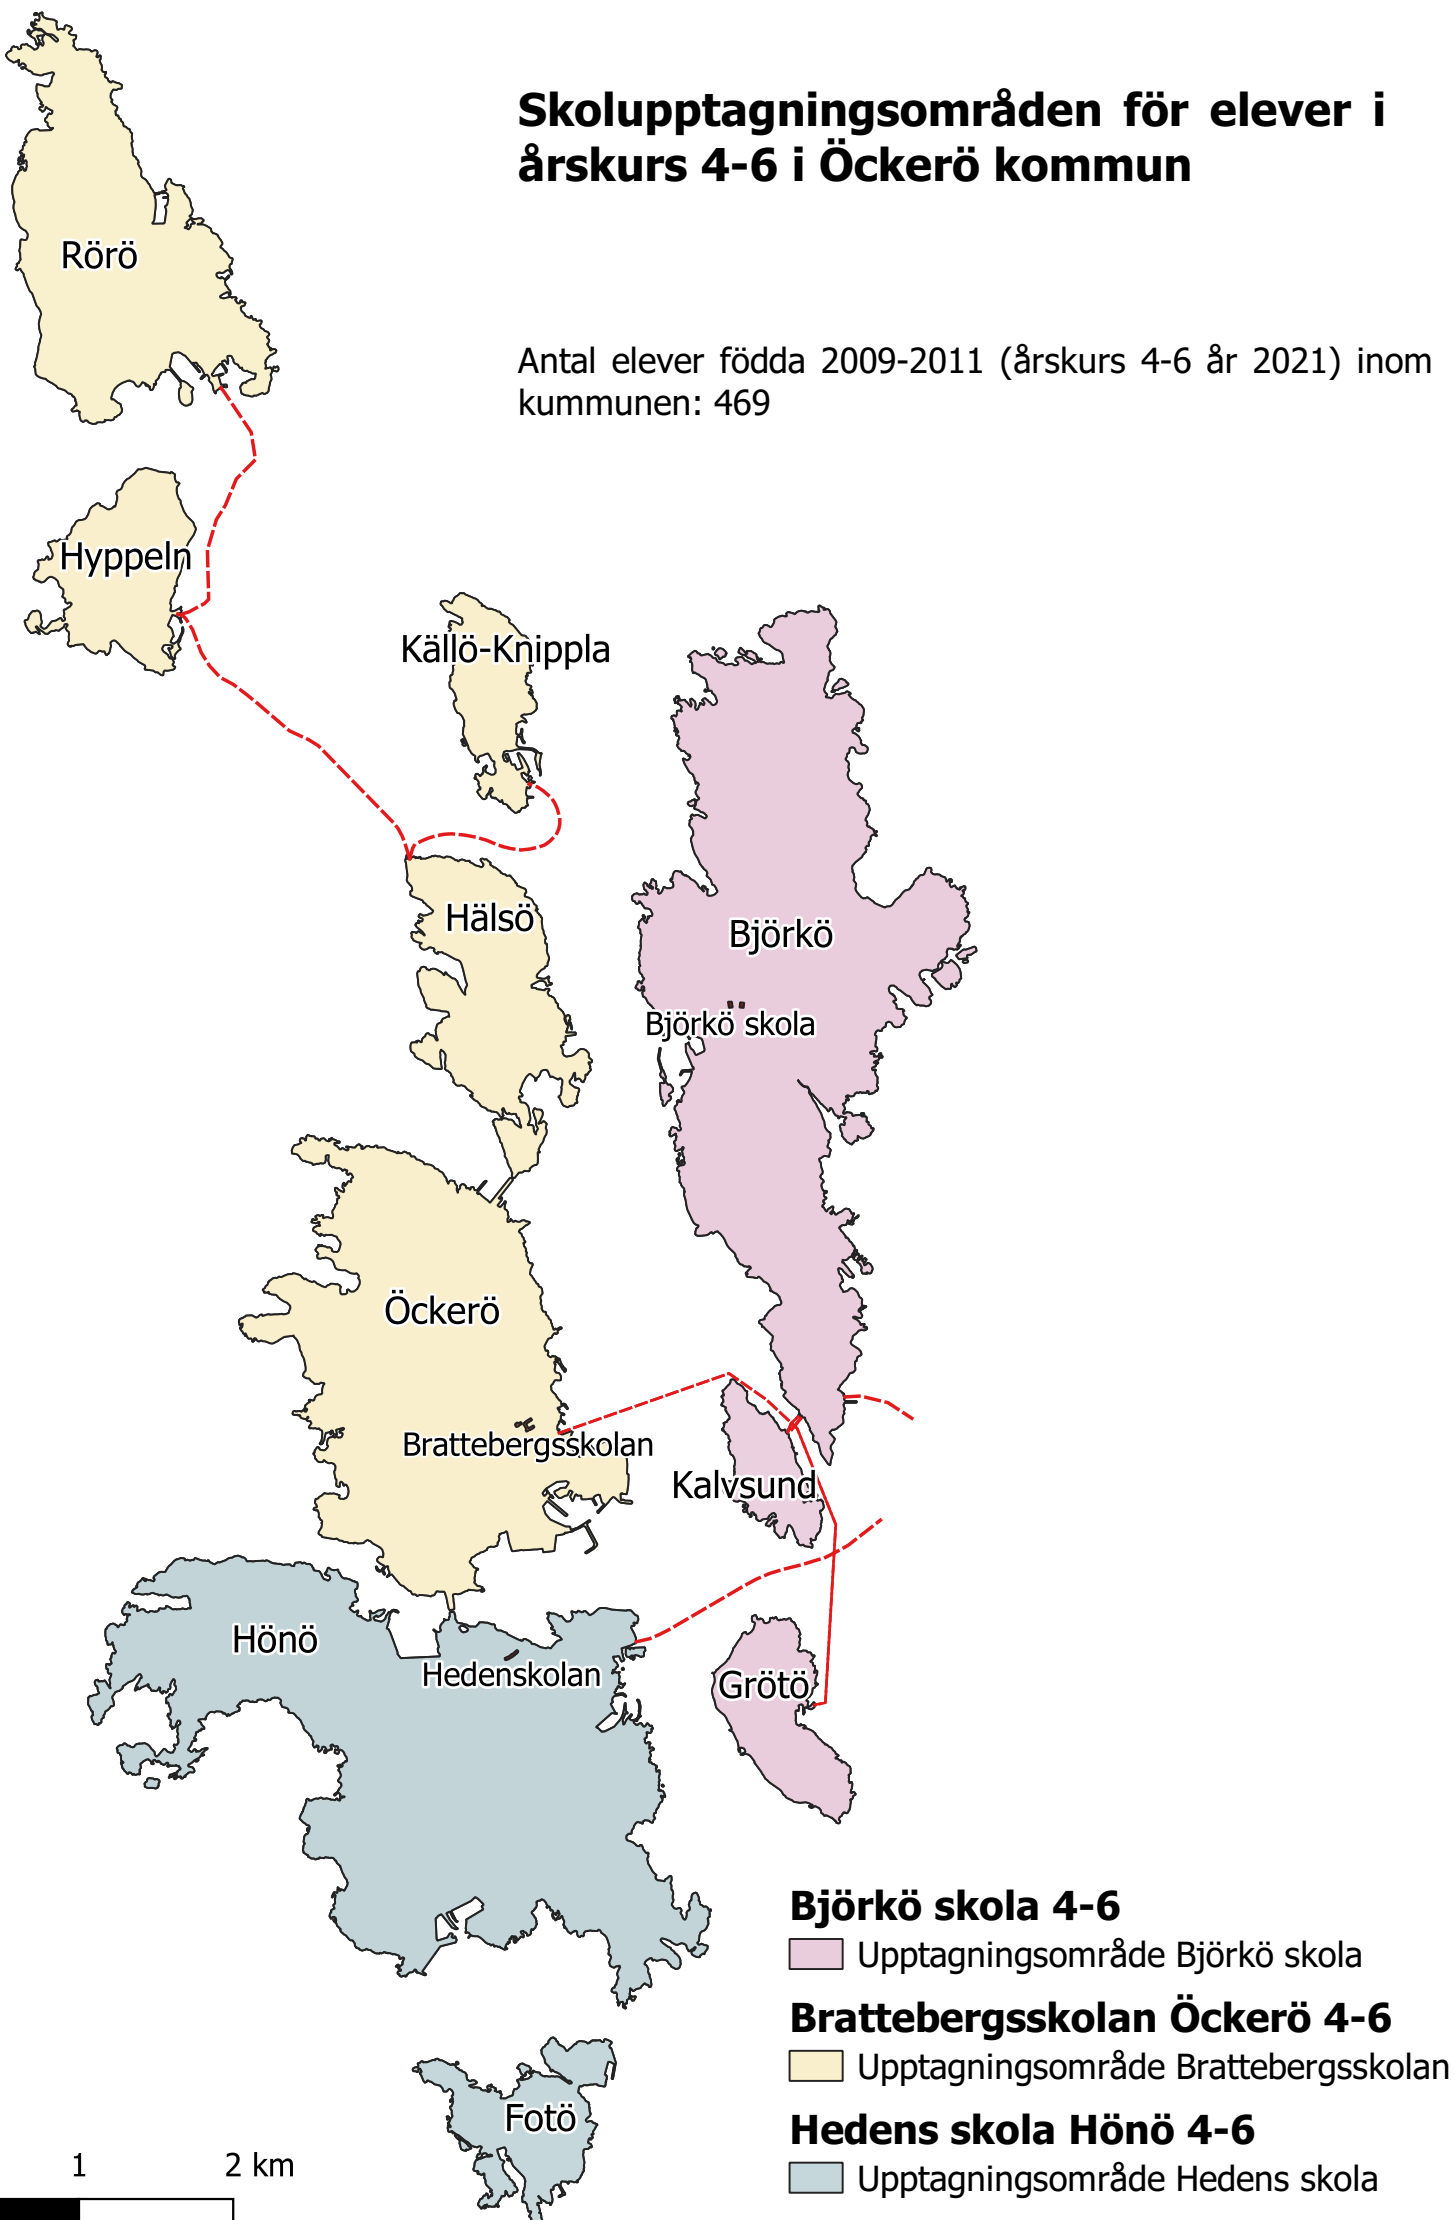 Skolupptagningsområden för elever i
årskurs 4-6 i Öckerö kommun
Rörö
Antal elever födda 2009-2011 (årskurs 4-6 år 2021) inom
kummunen: 469
Hyppeln
Källö-Knippla
Hälsö
Björkö
Björkö skola
Öckerö
Brattebergsskolan
Kalvsund
Hönö
Hedenskolan
Grötö
Björkö skola 4-6
Upptagningsområde Björkö skola
Brattebergsskolan Öckerö 4-6
Upptagningsområde Brattebergsskolan
Fotö
Hedens skola Hönö 4-6
Upptagningsområde Hedens skola
1 2 km